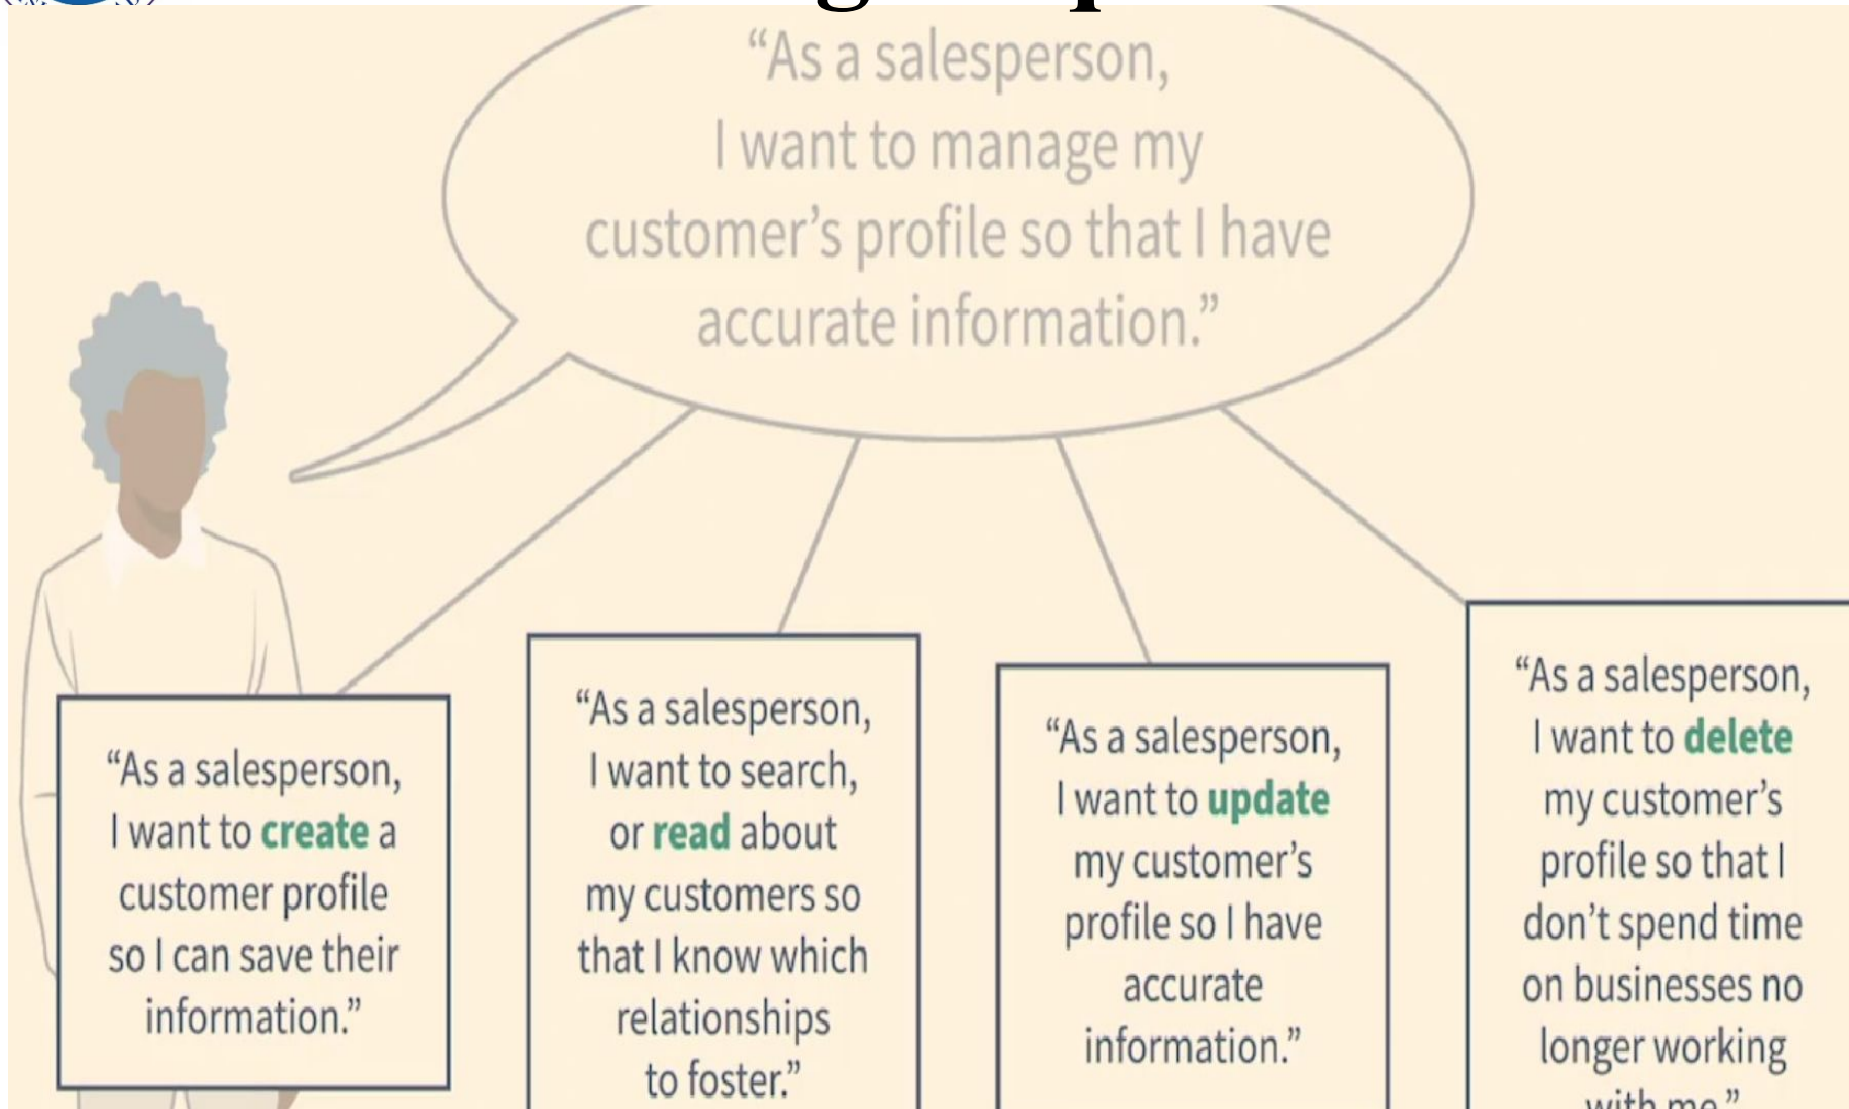 “As a salesperson,
I want to manage my
customer’s profile so that I have
accurate information.”
“As a salesperson,
I want to create a
customer profile
so I can save their
information.”
“As a salesperson,
I want to search,
or read about
my customers so
that I know which
relationships
to foster.”
“As a salesperson,
I want to update
my customer’s
profile so I have
accurate
information.”
“As a salesperson,
I want to delete
my customer’s
profile so that I
don’t spend time
on businesses no
longer working
with me.”